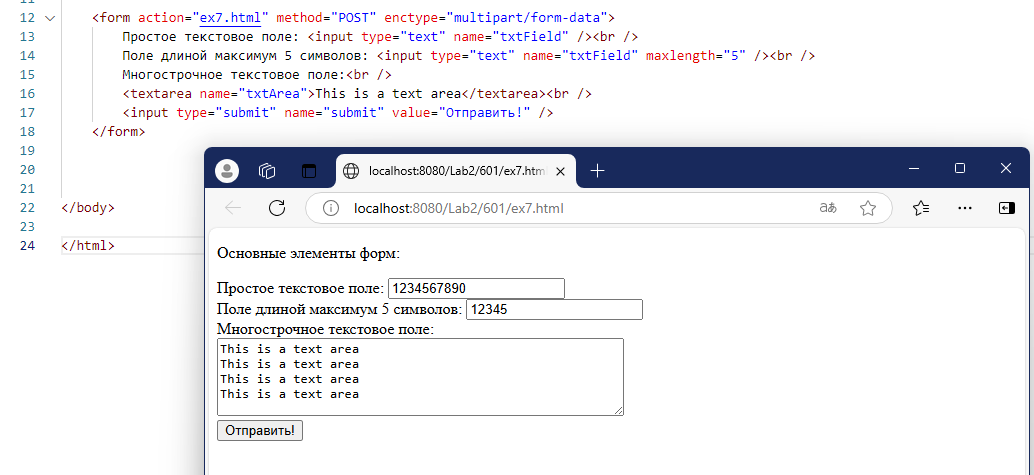 12 <form action="ex7.html" method="POST" enctype="multipart/form-data">
13 Простое текстовое поле: <input type="text" name="txtField" /><br />
14 Поле длиной максимум 5 символов: <input type="text" name="txtField" maxlength="5" /><br />
15 Многострочное текстовое поле:<br />
16 <textarea name="txtArea">This is a text area</textarea><br />
17 <input type="submit" name="submit" value="Отправить!" />
18 </form>
19
20
21
22 </body>
23
24 </html>
localhost:8080/Lab2/601/ex7.html
localhost:8080/Lab2/601/ex7.html
Основные элементы форм:
Простое текстовое поле: 1234567890
Поле длиной максимум 5 символов: 12345
Многострочное текстовое поле:
This is a text area
This is a text area
This is a text area
This is a text area
Отправить!